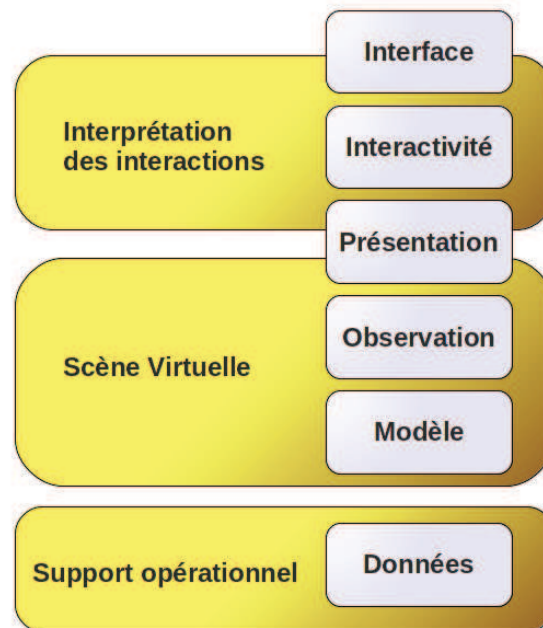 Interface
Interprétation
des interactions
Interactivité
Présentation
Observation
Scène Virtuelle
Modèle
Support opérationnel
Données